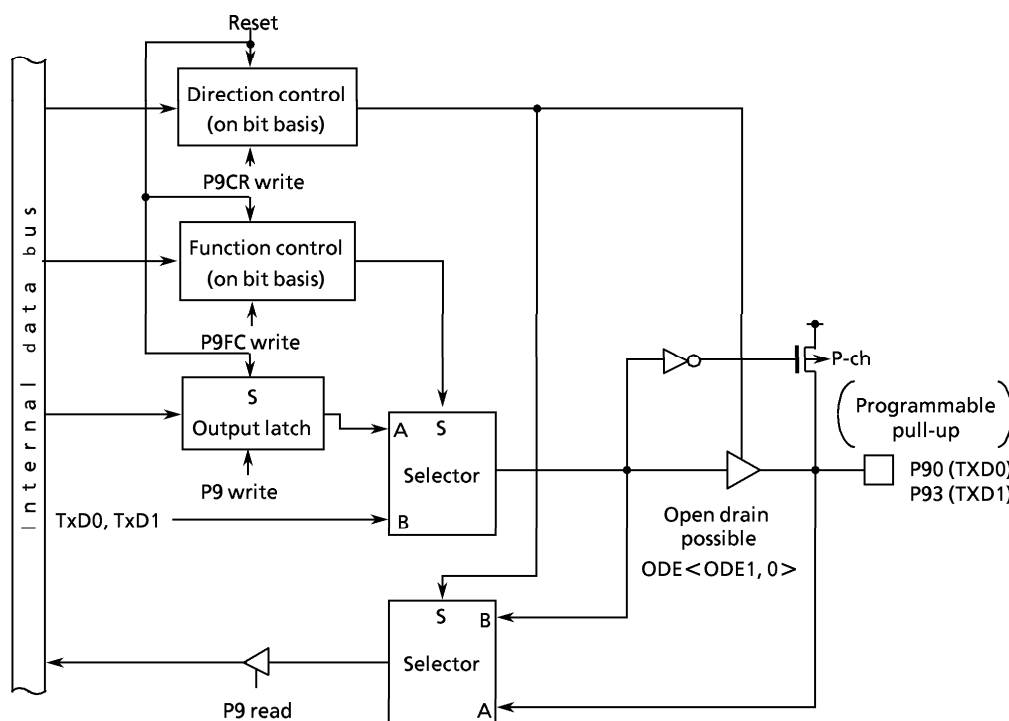 Reset
Direction control
(on bit basis)
P9CR write
Internal data bus
Function control
(on bit basis)
P9FC write
P-ch
S
Output latch
A
S
Selector
B
Programmable
pull-up
P90 (TXD0)
P93 (TXD1)
P9 write
TxD0, TxD1
Open drain
possible
ODE<ODE1, 0>
S
B
Selector
A
P9 read